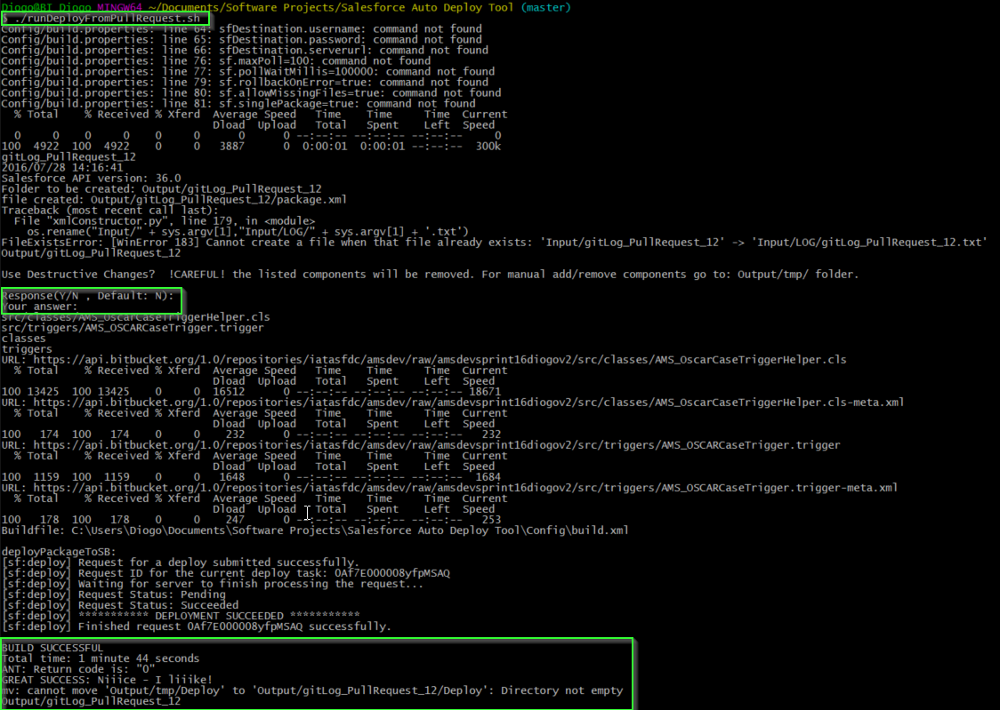 Diogo@BI_Diogo MINGW64 ~/Documents/Software Projects/Salesforce Auto Deploy Tool (master)
$ ./runDeployFromPullRequest.sh
Config/build.properties: line 64: sfDestination.username: command not found
Config/build.properties: line 65: sfDestination.password: command not found
Config/build.properties: line 66: sfDestination.serverurl: command not found
Config/build.properties: line 76: sf.maxPoll=100: command not found
Config/build.properties: line 77: sf.pollWaitMillis=100000: command not found
Config/build.properties: line 79: sf.rollbackOnError=true: command not found
Config/build.properties: line 80: sf.allowMissingFiles=true: command not found
Config/build.properties: line 81: sf.singlePackage=true: command not found
% Total % Received % Xferd Average Speed Time Time Time Current
Dload Upload Total Spent Left Speed
0 0 0 0 0 0 0 0 --:--:-- --:--:-- --:--:-- 0
100 4922 100 4922 0 0 3887 0 0:00:01 0:00:01 --:--:-- 300k
gitLog_PullRequest_12
2016/07/28 14:16:41
Salesforce API version: 36.0
Folder to be created: Output/gitLog_PullRequest_12
file created: Output/gitLog_PullRequest_12/package.xml
Traceback (most recent call last):
File "xmlConstructor.py", line 179, in <module>
os.rename("Input/" + sys.argv[1],"Input/LOG/" + sys.argv[1] + '.txt')
FileExistsError: [WinError 183] Cannot create a file when that file already exists: 'Input/gitLog_PullRequest_12' -> 'Input/LOG/gitLog_PullRequest_12.txt'
Output/gitLog_PullRequest_12
Use Destructive Changes? !CAREFUL! the listed components will be removed. For manual add/remove components go to: Output/tmp/ folder.
Response(Y/N , Default: N):
Your answer:
src/classes/AMS_OscarCaseTriggerHelper.cls
src/triggers/AMS_OSCARCaseTrigger.trigger
classes
triggers
URL: https://api.bitbucket.org/1.0/repositories/iatasfdc/amsdev/raw/amsdevsprint16diogov2/src/classes/AMS_OscarCaseTriggerHelper.cls
% Total % Received % Xferd Average Speed Time Time Time Current
Dload Upload Total Spent Left Speed
100 13425 100 13425 0 0 16512 0 --:--:-- --:--:-- --:--:-- 18671
URL: https://api.bitbucket.org/1.0/repositories/iatasfdc/amsdev/raw/amsdevsprint16diogov2/src/classes/AMS_OscarCaseTriggerHelper.cls-meta.xml
% Total % Received % Xferd Average Speed Time Time Time Current
Dload Upload Total Spent Left Speed
100 174 100 174 0 0 232 0 --:--:-- --:--:-- --:--:-- 232
URL: https://api.bitbucket.org/1.0/repositories/iatasfdc/amsdev/raw/amsdevsprint16diogov2/src/triggers/AMS_OSCARCaseTrigger.trigger
% Total % Received % Xferd Average Speed Time Time Time Current
Dload Upload Total Spent Left Speed
100 1159 100 1159 0 0 1648 0 --:--:-- --:--:-- --:--:-- 1684
URL: https://api.bitbucket.org/1.0/repositories/iatasfdc/amsdev/raw/amsdevsprint16diogov2/src/triggers/AMS_OSCARCaseTrigger.trigger-meta.xml
% Total % Received % Xferd Average Speed Time Time Time Current
Dload Upload Total Spent Left Speed
100 178 100 178 0 0 247 0 --:--:-- --:--:-- --:--:-- 253
Buildfile: C:\Users\Diogo\Documents\Software Projects\Salesforce Auto Deploy Tool\Config\build.xml
deployPackageToSB:
[sf:deploy] Request for a deploy submitted successfully.
[sf:deploy] Request ID for the current deploy task: 0Af7E000008yfpMSAQ
[sf:deploy] Waiting for server to finish processing the request...
[sf:deploy] Request Status: Pending
[sf:deploy] Request Status: Succeeded
[sf:deploy] *********** DEPLOYMENT SUCCEEDED ***********
[sf:deploy] Finished request 0Af7E000008yfpMSAQ successfully.
BUILD SUCCESSFUL
Total time: 1 minute 44 seconds
ANT: Return code is: "0"
GREAT SUCCESS: Niiice - I liiike!
mv: cannot move 'Output/tmp/Deploy' to 'Output/gitLog_PullRequest_12/Deploy': Directory not empty
Output/gitLog_PullRequest_12